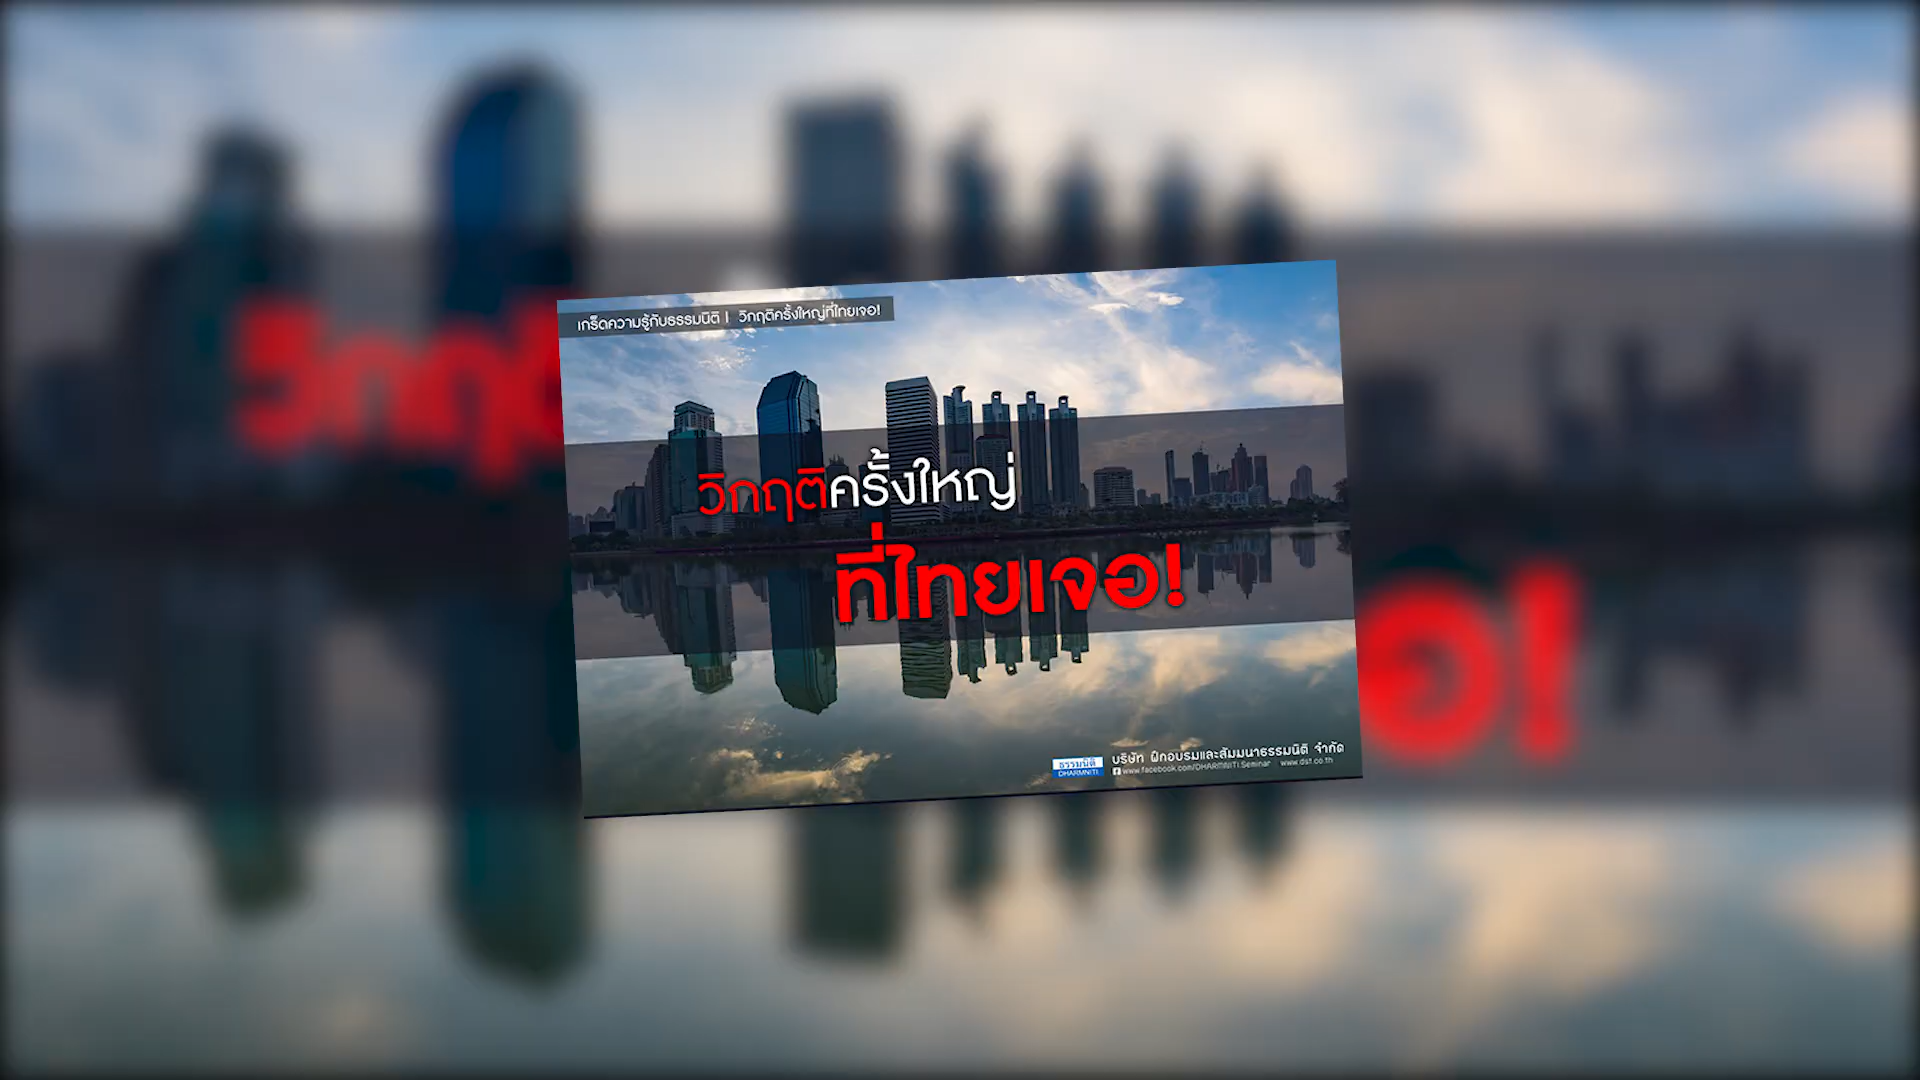 เกร็ดความรู้กับธรรมนิติ | วิกฤติครั้งใหญ่ที่ไทยเจอ!
วิกฤติครั้งใหญ่
ที่ไทยเจอ!
ธรรมนิติ
DHARMNITI
บริษัท ฝึกอบรมและสัมมนาธรรมนิติ จำกัด
www.facebook.com/DHARMNITI.Seminar www.dst.co.th